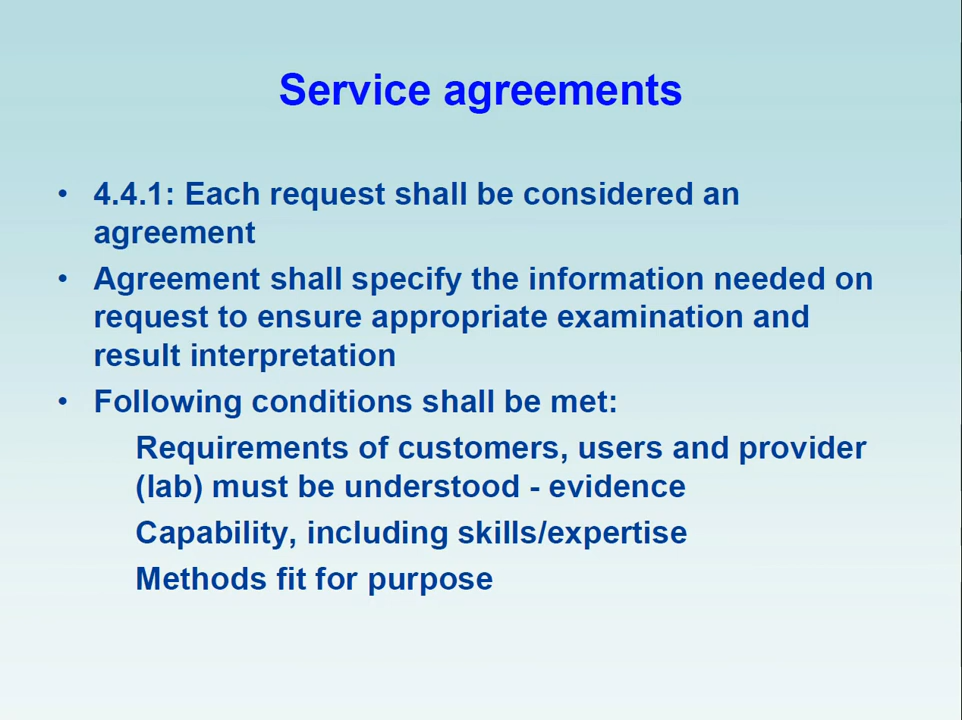 Service agreements
• 4.4.1: Each request shall be considered an
agreement
• Agreement shall specify the information needed on
request to ensure appropriate examination and
result interpretation
• Following conditions shall be met:
Requirements of customers, users and provider
(lab) must be understood - evidence
Capability, including skills/expertise
Methods fit for purpose